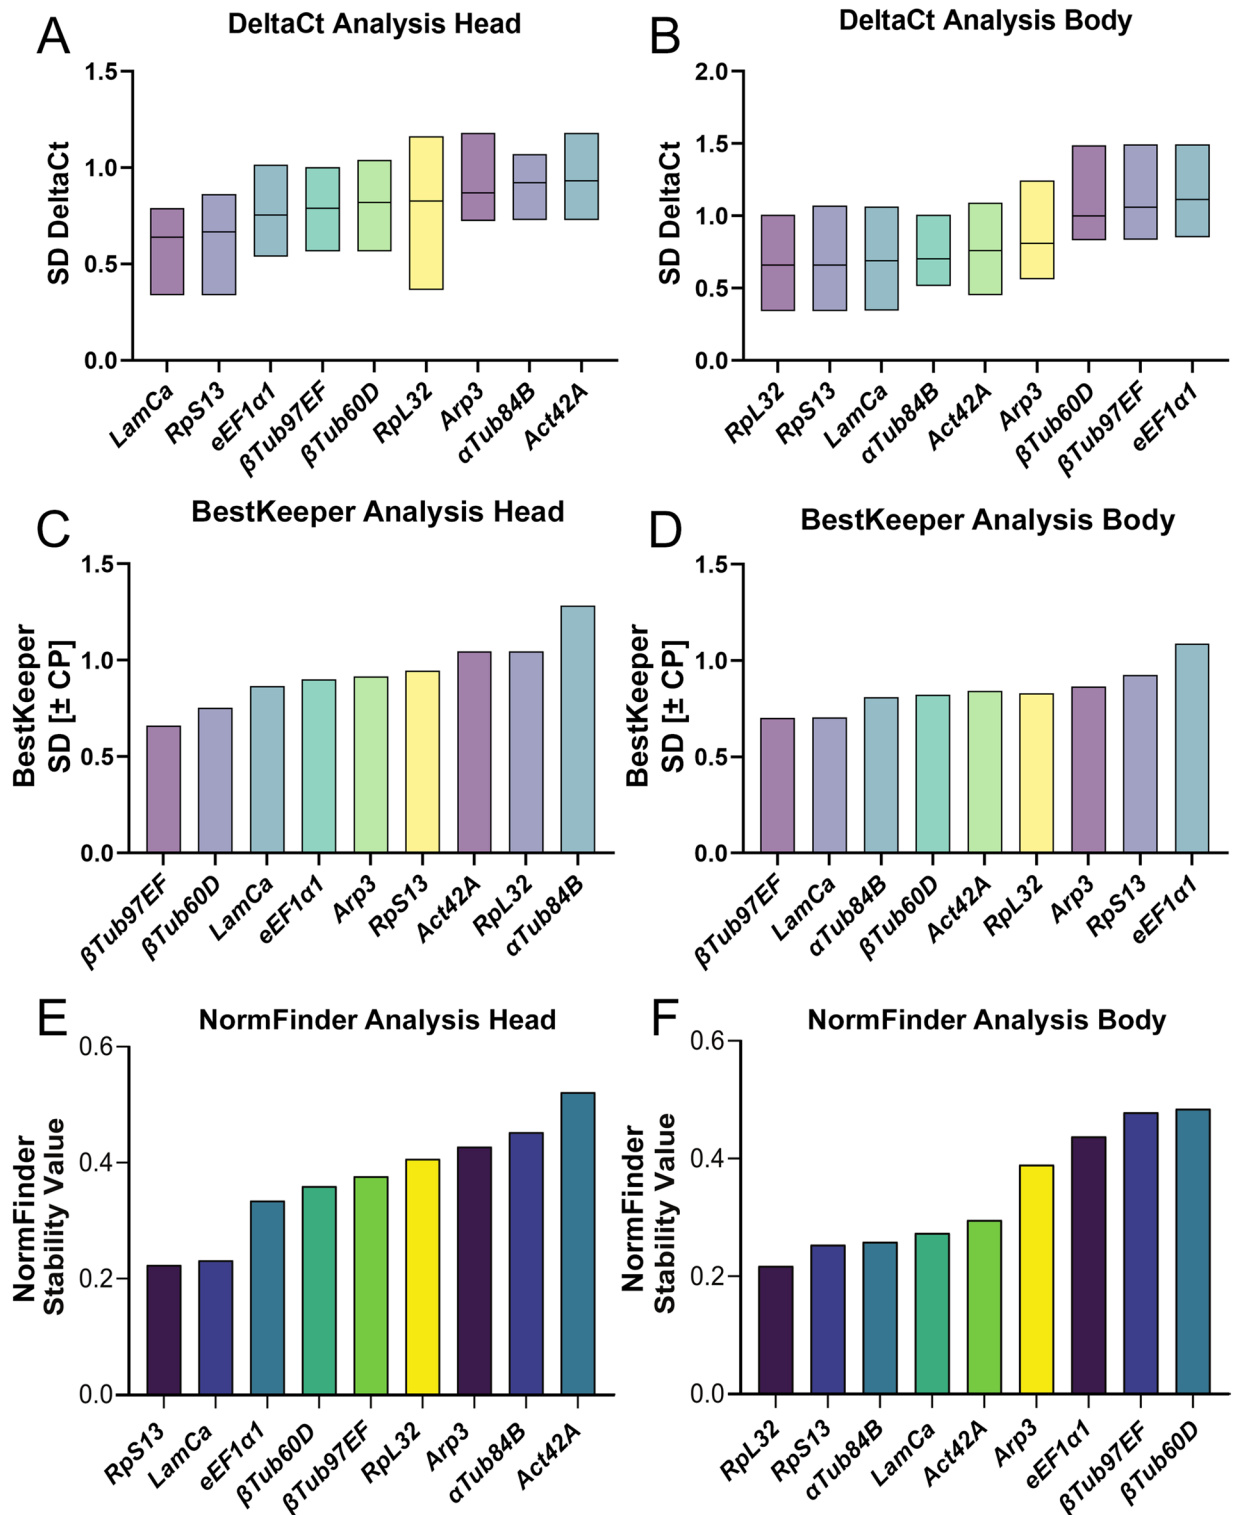 A
DeltaCt Analysis Head
SD DeltaCt
1.5
1.0
0.5
0.0
LamCa
RpS13
eEF1α1
βTub97EF
βTub60D
RpL32
Arp3
αTub84B
Act42A
B
DeltaCt Analysis Body
SD DeltaCt
2.0
1.5
1.0
0.5
0.0
RpL32
RpS13
LamCa
αTub84B
Act42A
Arp3
βTub60D
βTub97EF
eEF1α1
C
BestKeeper Analysis Head
BestKeeper
SD [± CP]
1.5
1.0
0.5
0.0
βTub97EF
βTub60D
LamCa
eEF1α1
Arp3
RpS13
Act42A
RpL32
αTub84B
D
BestKeeper Analysis Body
BestKeeper
SD [± CP]
1.5
1.0
0.5
0.0
βTub97EF
LamCa
αTub84B
βTub60D
Act42A
RpL32
Arp3
RpS13
eEF1α1
E
NormFinder Analysis Head
NormFinder
Stability Value
0.6
0.4
0.2
0.0
RpS13
LamCa
eEF1α1
βTub60D
βTub97EF
RpL32
Arp3
αTub84B
Act42A
F
NormFinder Analysis Body
NormFinder
Stability Value
0.6
0.4
0.2
0.0
RpL32
RpS13
αTub84B
LamCa
Act42A
Arp3
eEF1α1
βTub97EF
βTub60D